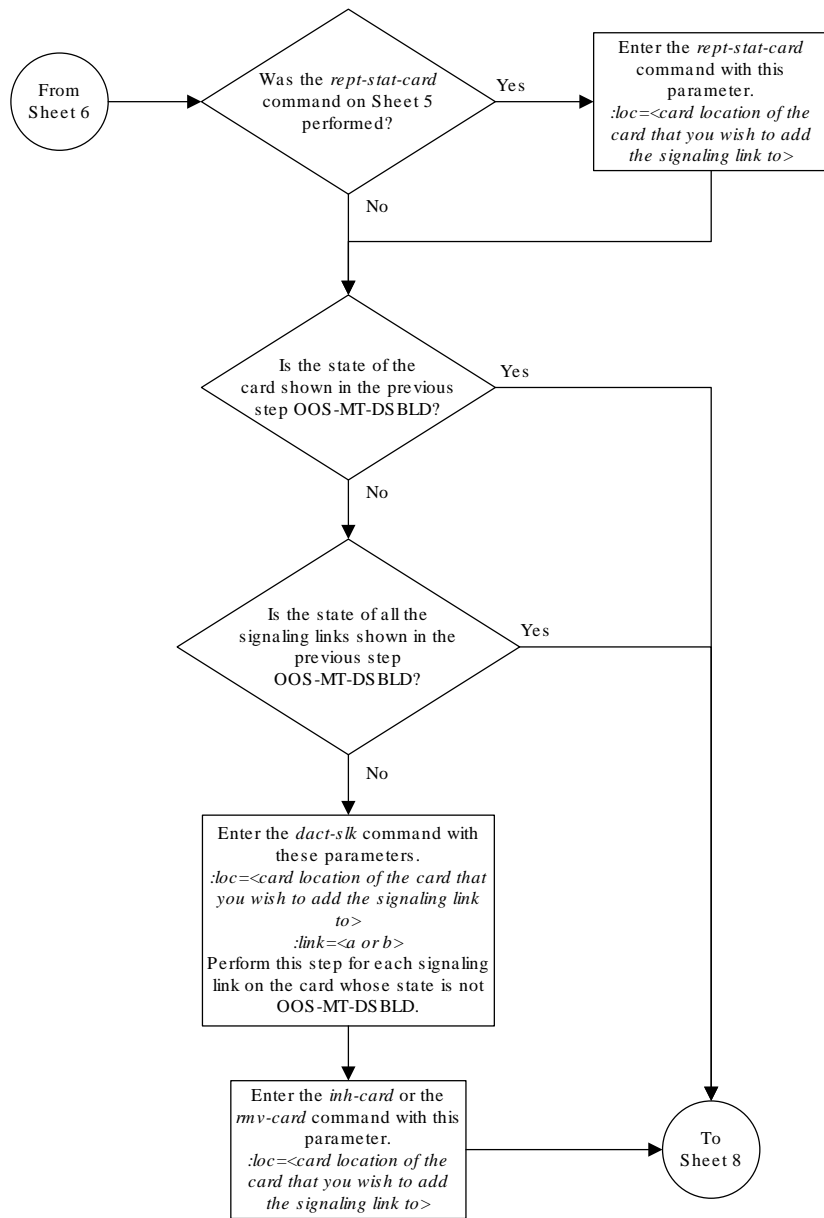 From
Sheet 6
Was the rept-stat-card
command on Sheet 5
performed?
Yes
Enter the rept-stat-card
command with this
parameter.
:loc=<card location of the
card that you wish to add
the signaling link to>
No
Is the state of the
card shown in the previous
step OOS-MT-DSBLD?
Yes
No
Is the state of all the
signaling links shown in the
previous step
OOS-MT-DSBLD?
Yes
No
Enter the dact-slk command with
these parameters.
:loc=<card location of the card that
you wish to add the signaling link
to>
:link=<a or b>
Perform this step for each signaling
link on the card whose state is not
OOS-MT-DSBLD.
Enter the inh-card or the
rmv-card command with this
parameter.
:loc=<card location of the
card that you wish to add
the signaling link to>
To
Sheet 8